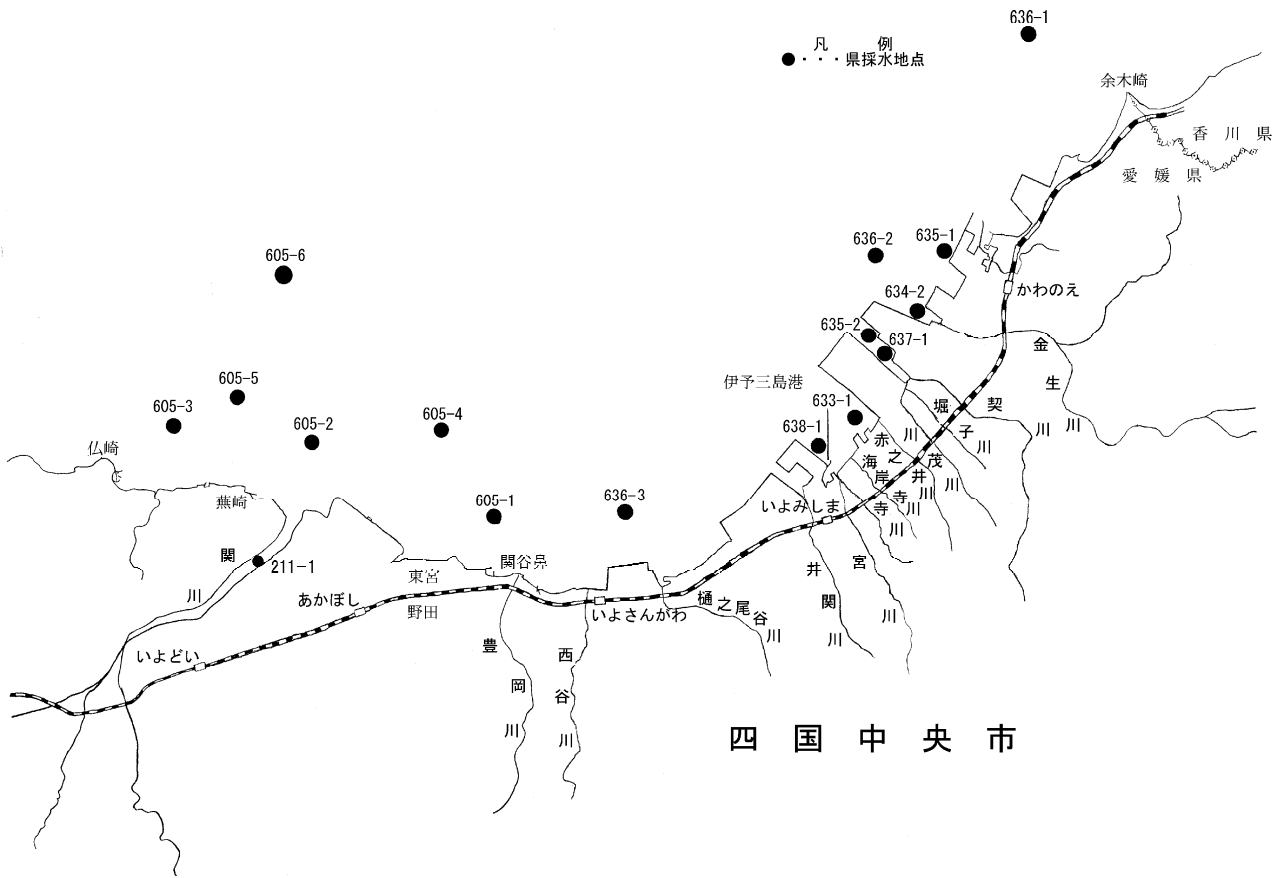 636-1
凡 例
●・・・県採水地点
余木崎
香川県
愛媛県
636-2
635-1
605-6
634-2
かわのえ
635-2
637-1
金生川
伊予三島港
605-5
605-3
605-2
605-4
633-1
638-1
堀子川
契川
赤之井川
茂川
海岸寺川
寺川
仏崎
蕪崎
605-1
636-3
いよみしま
関川
211-1
東宮
関谷鼻
井関川
宮川
あかぼし
野田
いよさんがわ
樋之尾谷川
いよどい
豊岡川
西谷川
四国中央市